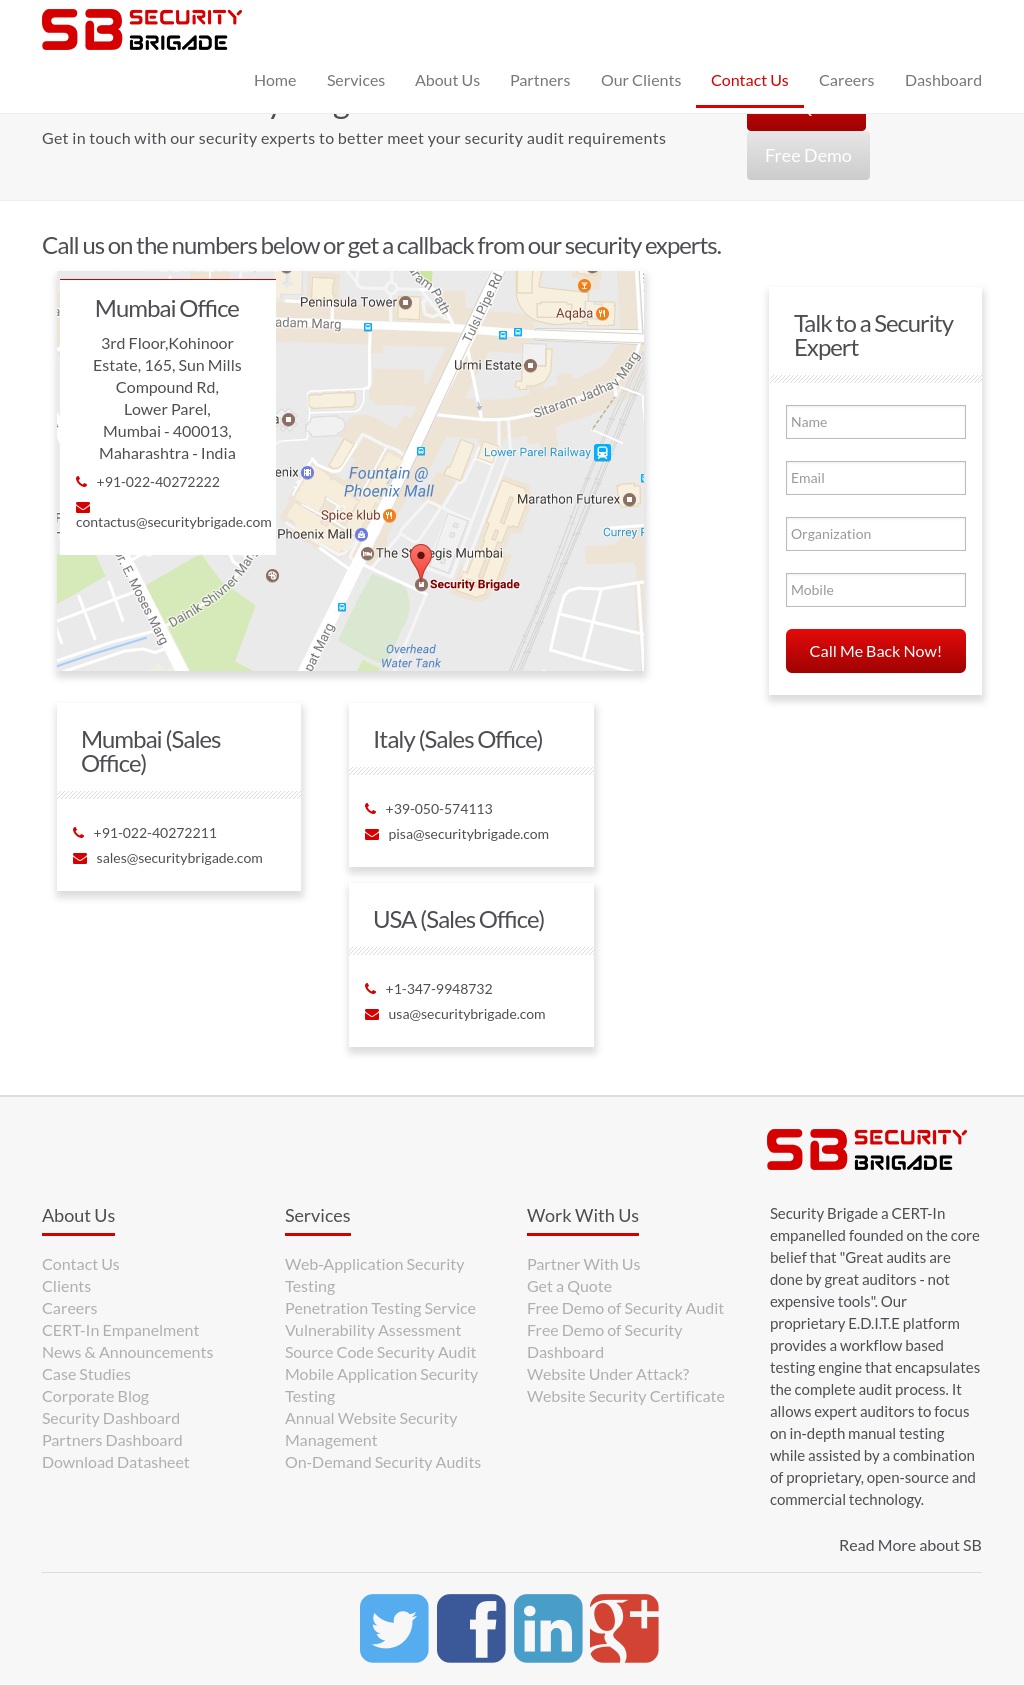 SB SECURITY
BRIGADE
Home Services About Us Partners Our Clients Contact Us Careers Dashboard
Get in touch with our security experts to better meet your security audit requirements
Free Demo
Call us on the numbers below or get a callback from our security experts.
Mumbai Office
3rd Floor,Kohinoor
Estate, 165, Sun Mills
Compound Rd,
Lower Parel,
Mumbai - 400013,
Maharashtra - India
+91-022-40272222
contactus@securitybrigade.com
Peninsula Tower
adam Marg
Tulsi Pipe Rd
aram Path
Aqaba
Urmi Estate
Sitaram Jadhav Marg
Lower Parel Railway
enix
Fountain @
Phoenix Mall
Marathon Futurex
Spice klub
Phoenix Mall
Currey
The St
egis Mumbai
Security Brigade
Dr. E. Moses Marg
Dainik Shivner Mar
pat Marg
Overhead
Water Tank
Talk to a Security
Expert
Name
Email
Organization
Mobile
Call Me Back Now!
Mumbai (Sales
Office)
+91-022-40272211
sales@securitybrigade.com
Italy (Sales Office)
+39-050-574113
pisa@securitybrigade.com
USA (Sales Office)
+1-347-9948732
usa@securitybrigade.com
SB SECURITY
BRIGADE
About Us
Contact Us
Clients
Careers
CERT-In Empanelment
News & Announcements
Case Studies
Corporate Blog
Security Dashboard
Partners Dashboard
Download Datasheet
Services
Web-Application Security
Testing
Penetration Testing Service
Vulnerability Assessment
Source Code Security Audit
Mobile Application Security
Testing
Annual Website Security
Management
On-Demand Security Audits
Work With Us
Partner With Us
Get a Quote
Free Demo of Security Audit
Free Demo of Security
Dashboard
Website Under Attack?
Website Security Certificate
Security Brigade a CERT-In
empanelled founded on the core
belief that "Great audits are
done by great auditors - not
expensive tools". Our
proprietary E.D.I.T.E platform
provides a workflow based
testing engine that encapsulates
the complete audit process. It
allows expert auditors to focus
on in-depth manual testing
while assisted by a combination
of proprietary, open-source and
commercial technology.
Read More about SB
f in g+